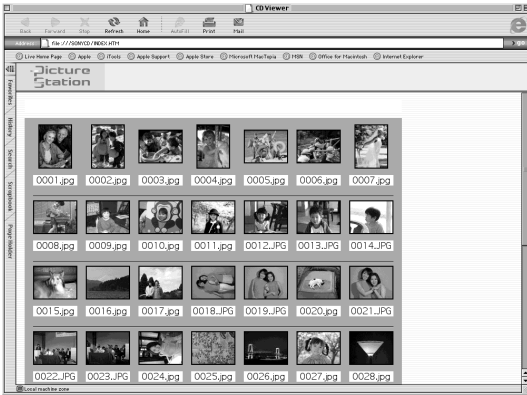 CD Viewer
Back Forward Stop Refresh Home AutoFill Print Mail
Address file:///SONYCD/INDEX.HTM go
Live Home Page Apple iTools Apple Support Apple Store Microsoft MacTopia MSN Office for Macintosh Internet Explorer
Picture
Station
Favorites
History
Search
Scrapbook
Page Holder
0001.jpg 0002.jpg 0003.jpg 0004.jpg 0005.jpg 0006.jpg 0007.jpg
0008.jpg 0009.jpg 0010.jpg 0011.jpg 0012.JPG 0013.JPG 0014.JPG
0015.jpg 0016.jpg 0017.jpg 0018.JPG 0019.JPG 0020.jpg 0021.JPG
0022.JPG 0023.JPG 0024.jpg 0025.jpg 0026.jpg 0027.jpg 0028.jpg
Local machine zone